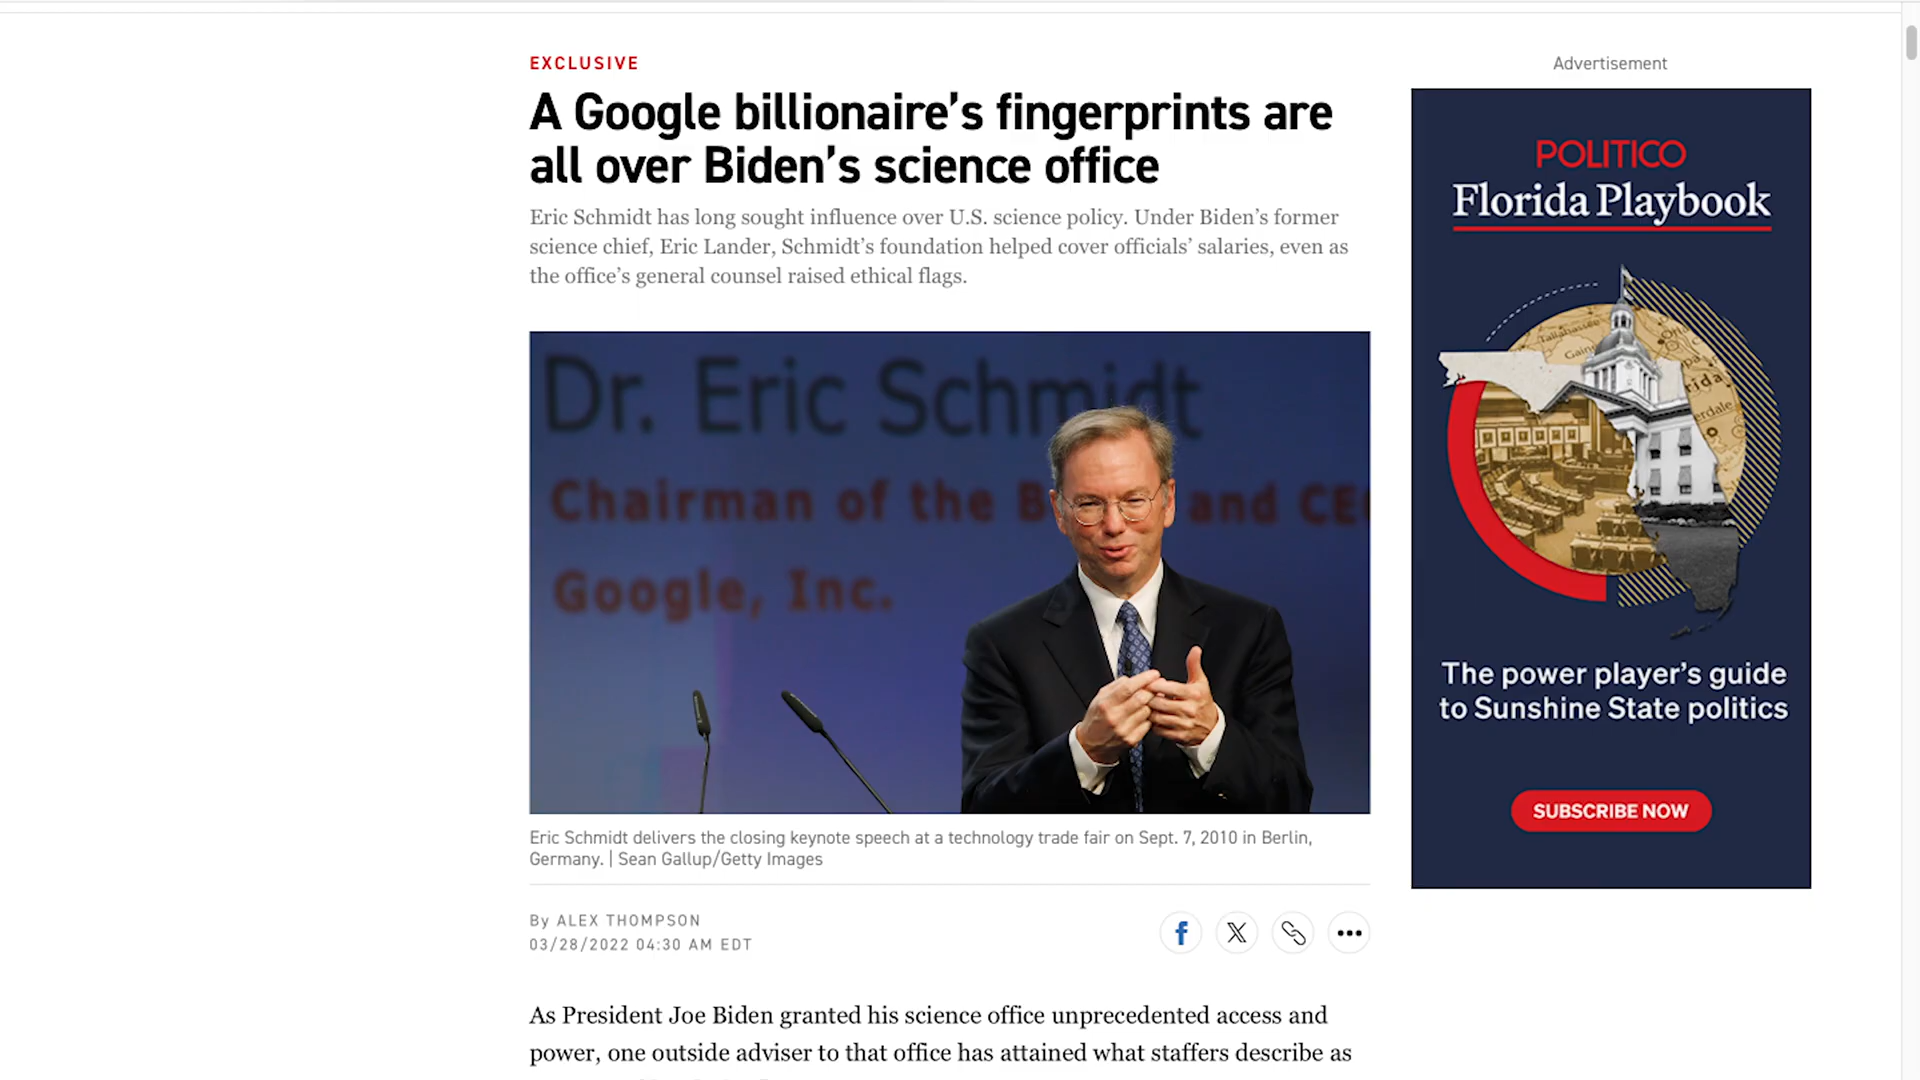 EXCLUSIVE
A Google billionaire’s fingerprints are
all over Biden’s science office
Eric Schmidt has long sought influence over U.S. science policy. Under Biden’s former
science chief, Eric Lander, Schmidt’s foundation helped cover officials’ salaries, even as
the office’s general counsel raised ethical flags.
Dr. Eric Schmidt
Chairman of the B and CE
Google, Inc.
Eric Schmidt delivers the closing keynote speech at a technology trade fair on Sept. 7, 2010 in Berlin,
Germany. | Sean Gallup/Getty Images
By ALEX THOMPSON
03/28/2022 04:30 AM EDT
As President Joe Biden granted his science office unprecedented access and
power, one outside adviser to that office has attained what staffers describe as
Advertisement
POLITICO
Florida Playbook
Tallahassee
The power player’s guide
to Sunshine State politics
SUBSCRIBE NOW